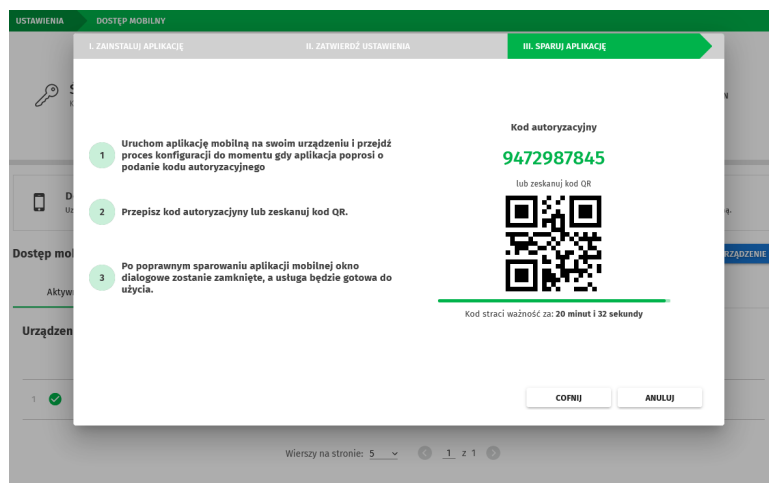 USTAWIENIA
DOSTĘP MOBILNY
I. ZAINSTALUJ APLIKACJĘ
II. ZATWIERDŹ USTAWIENIA
III. SPARUJ APLIKACJĘ
1
Uruchom aplikację mobilną na swoim urządzeniu i przejdź
proces konfiguracji do momentu gdy aplikacja poprosi o
podanie kodu autoryzacyjnego
2
Przepisz kod autoryzacyjny lub zeskanuj kod QR.
3
Po poprawnym sparowaniu aplikacji mobilnej okno
dialogowe zostanie zamknięte, a usługa będzie gotowa do
użycia.
Kod autoryzacyjny
9472987845
lub zeskanuj kod QR
Kod straci ważność za: 20 minut i 32 sekundy
COFNIJ
ANULUJ
Dostęp mob
RZĄDZENIE
Aktyw
Urządzen
1
Wierszy na stronie: 5
1 z 1